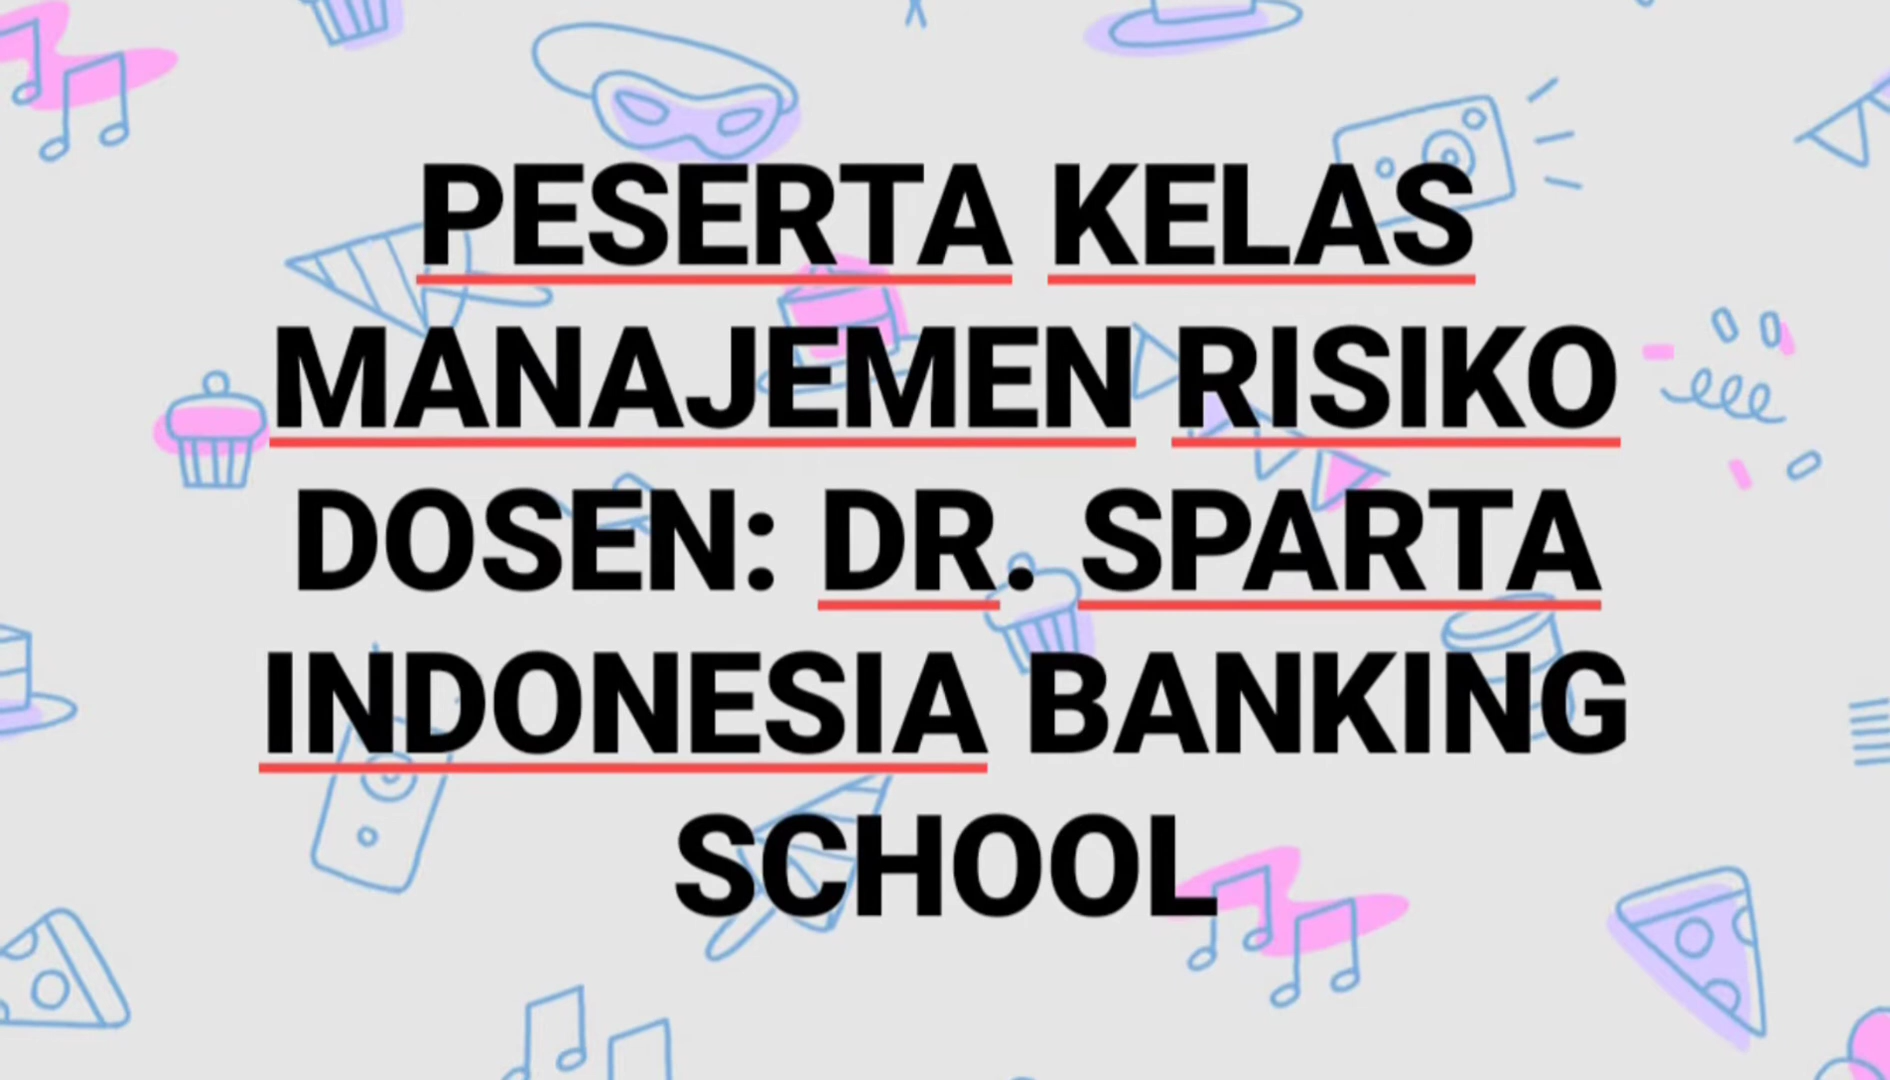 PESERTA KELAS
MANAJEMEN RISIKO
DOSEN: DR. SPARTA
INDONESIA BANKING
SCHOOL